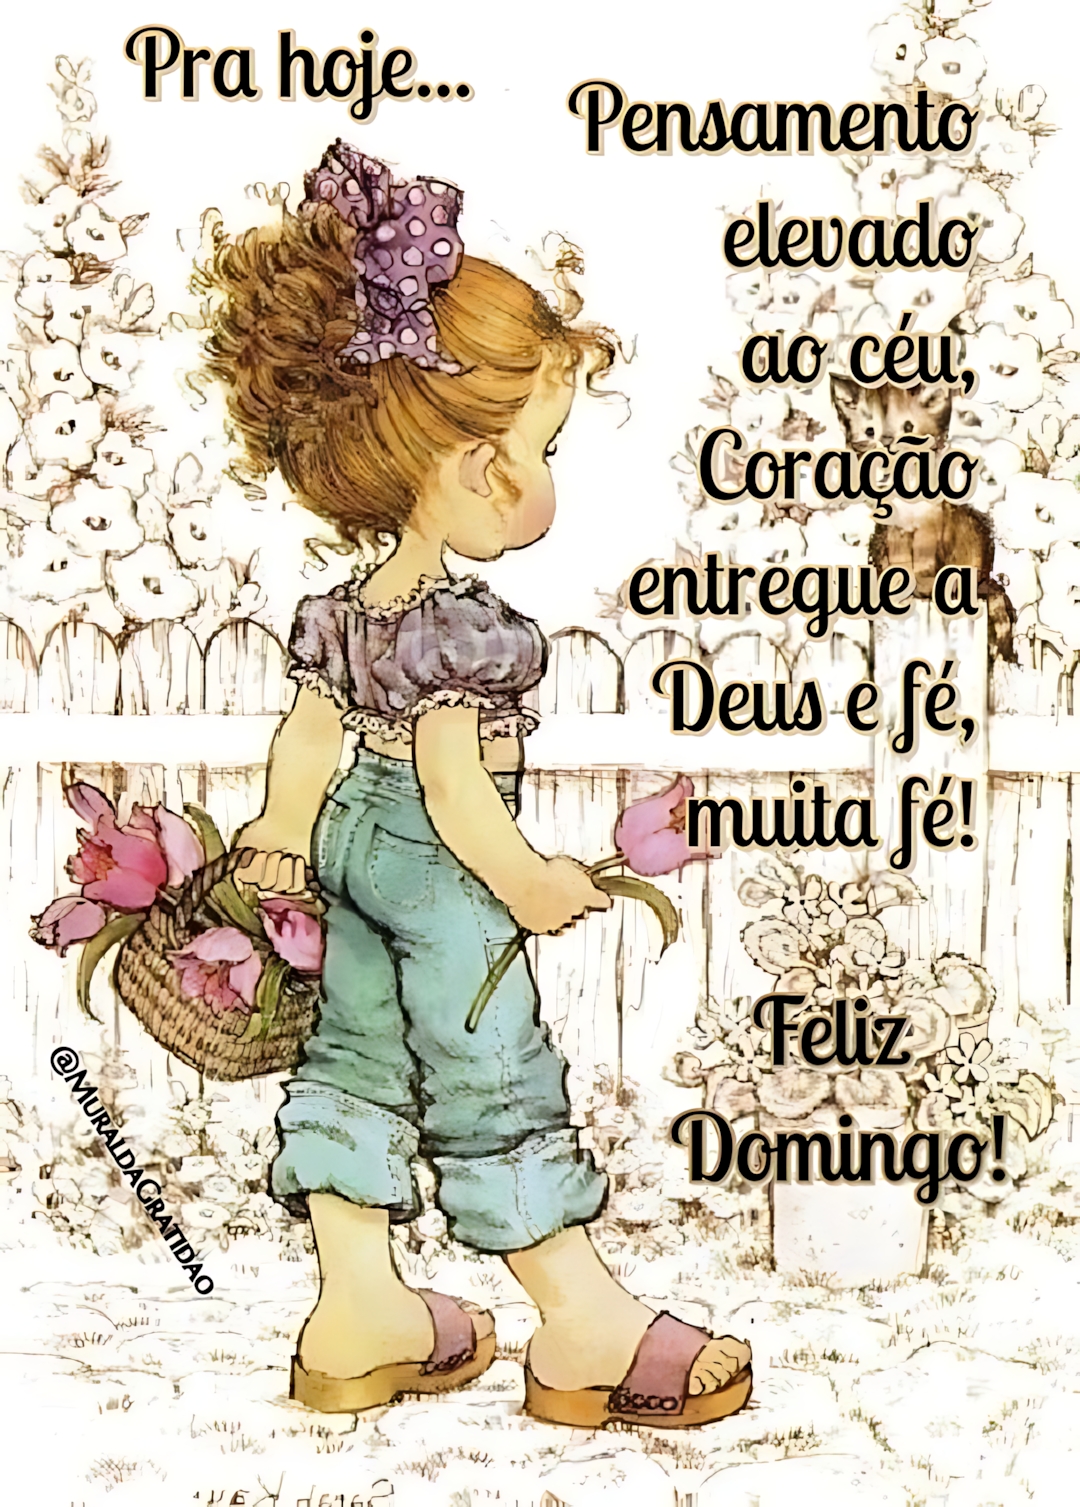 Pra hoje...
Pensamento
elevado
ao céu,
Coração
entregue a
Deus e fé,
muita fé!
Feliz
Domingo!
@MURALDAGRATIDAO